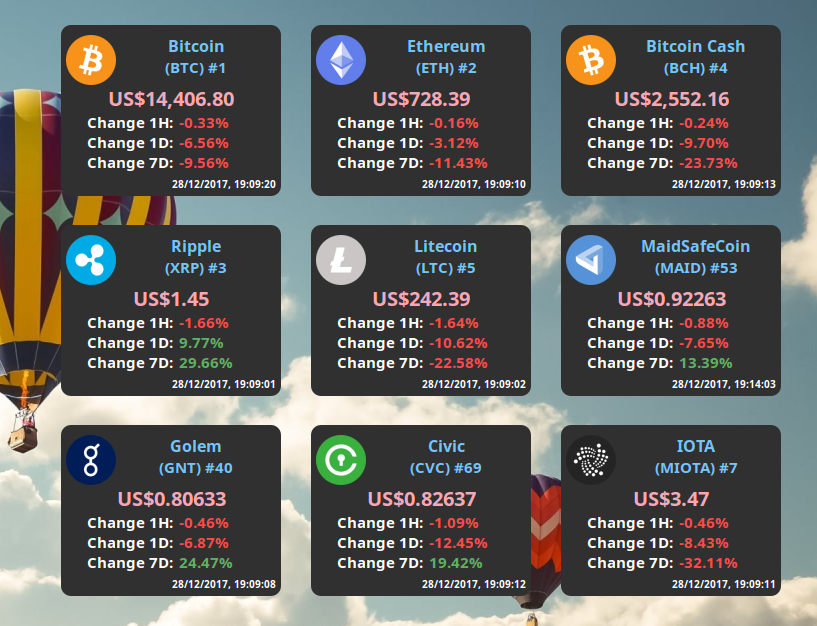 Bitcoin
(BTC) #1
US$14,406.80
Change 1H: -0.33%
Change 1D: -6.56%
Change 7D: -9.56%
28/12/2017, 19:09:20
Ethereum
(ETH) #2
US$728.39
Change 1H: -0.16%
Change 1D: -3.12%
Change 7D: -11.43%
28/12/2017, 19:09:10
Bitcoin Cash
(BCH) #4
US$2,552.16
Change 1H: -0.24%
Change 1D: -9.70%
Change 7D: -23.73%
28/12/2017, 19:09:13
Ripple
(XRP) #3
US$1.45
Change 1H: -1.66%
Change 1D: 9.77%
Change 7D: 29.66%
28/12/2017, 19:09:01
Litecoin
(LTC) #5
US$242.39
Change 1H: -1.64%
Change 1D: -10.62%
Change 7D: -22.58%
28/12/2017, 19:09:02
MaidSafeCoin
(MAID) #53
US$0.92263
Change 1H: -0.88%
Change 1D: -7.65%
Change 7D: 13.39%
28/12/2017, 19:14:03
Golem
(GNT) #40
US$0.80633
Change 1H: -0.46%
Change 1D: -6.87%
Change 7D: 24.47%
28/12/2017, 19:09:08
Civic
(CVC) #69
US$0.82637
Change 1H: -1.09%
Change 1D: -12.45%
Change 7D: 19.42%
28/12/2017, 19:09:12
IOTA
(MIOTA) #7
US$3.47
Change 1H: -0.46%
Change 1D: -8.43%
Change 7D: -32.11%
28/12/2017, 19:09:11